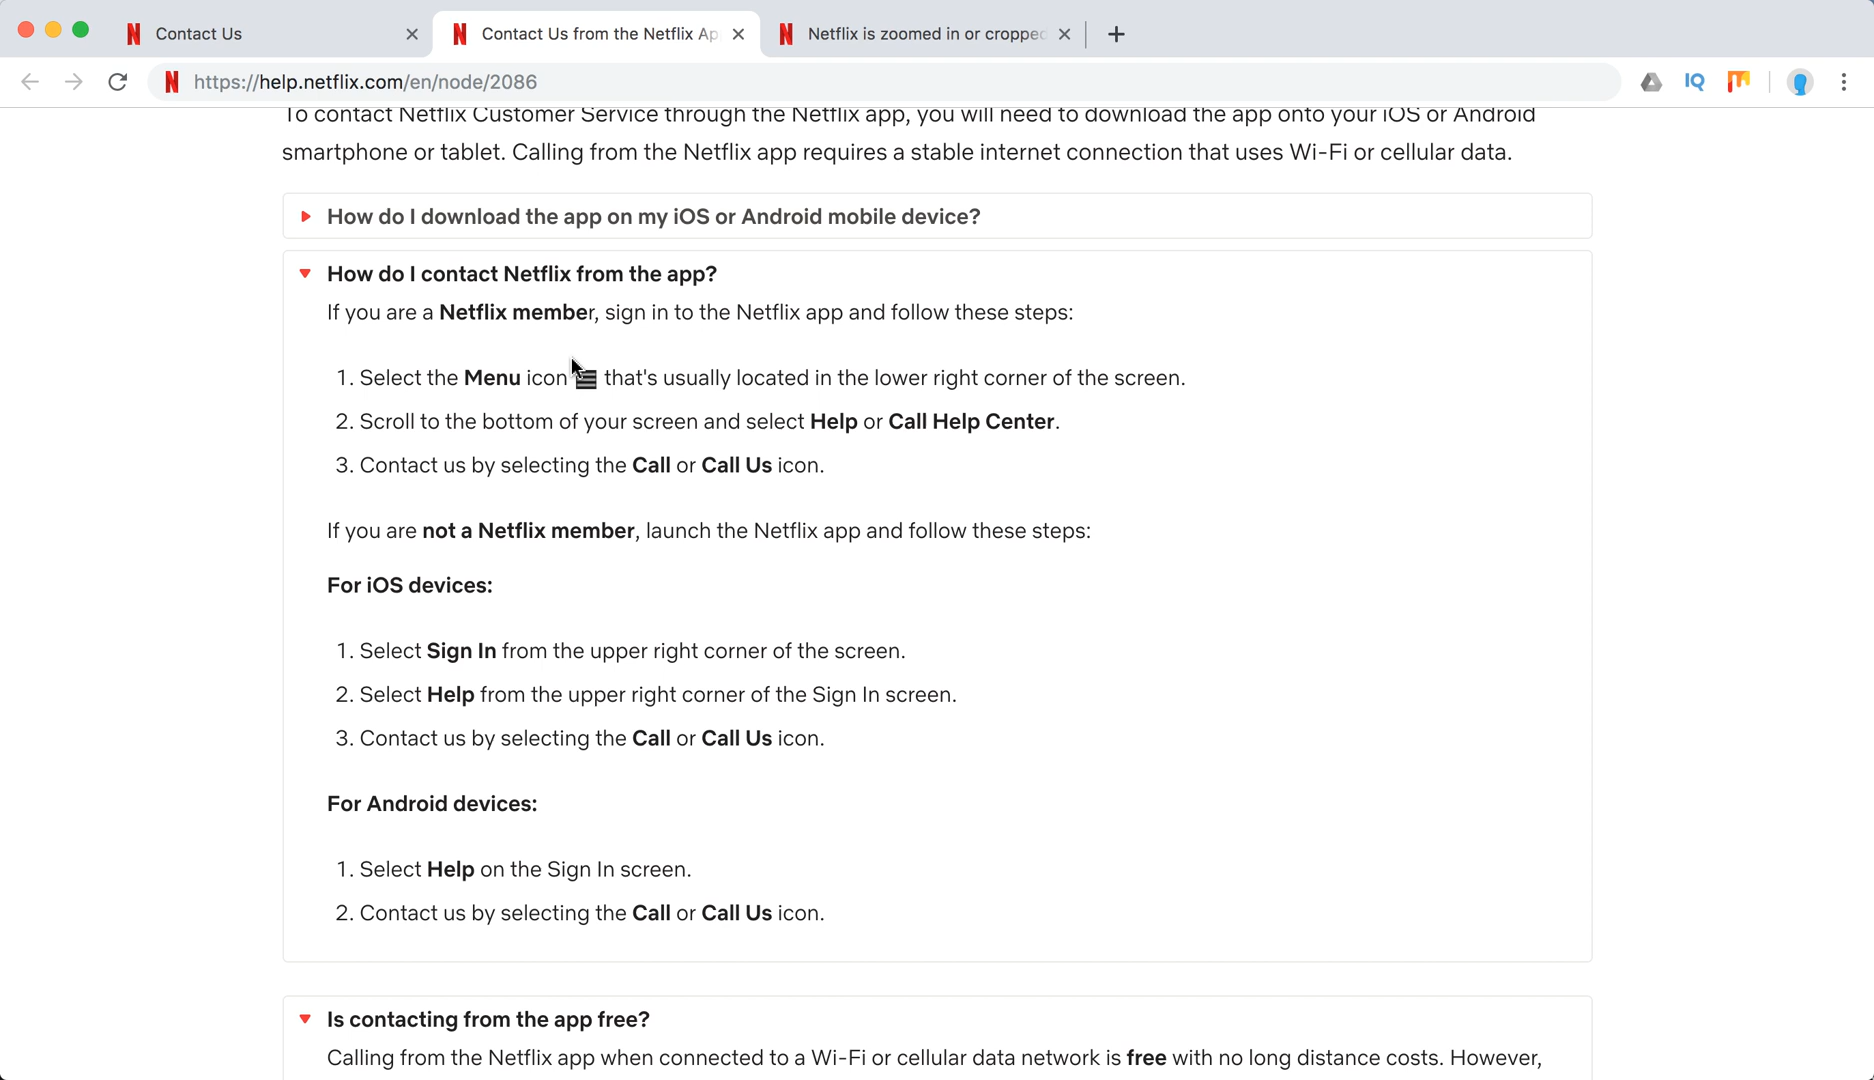 Contact Us
Contact Us from the Netflix Ap
Netflix is zoomed in or cropped
https://help.netflix.com/en/node/2086
IQ
To contact Netflix Customer Service through the Netflix app, you will need to download the app onto your iOS or Android
smartphone or tablet. Calling from the Netflix app requires a stable internet connection that uses Wi-Fi or cellular data.
How do I download the app on my iOS or Android mobile device?
How do I contact Netflix from the app?
If you are a Netflix member, sign in to the Netflix app and follow these steps:
1. Select the Menu icon that's usually located in the lower right corner of the screen.
2. Scroll to the bottom of your screen and select Help or Call Help Center.
3. Contact us by selecting the Call or Call Us icon.
If you are not a Netflix member, launch the Netflix app and follow these steps:
For iOS devices:
1. Select Sign In from the upper right corner of the screen.
2. Select Help from the upper right corner of the Sign In screen.
3. Contact us by selecting the Call or Call Us icon.
For Android devices:
1. Select Help on the Sign In screen.
2. Contact us by selecting the Call or Call Us icon.
Is contacting from the app free?
Calling from the Netflix app when connected to a Wi-Fi or cellular data network is free with no long distance costs. However,